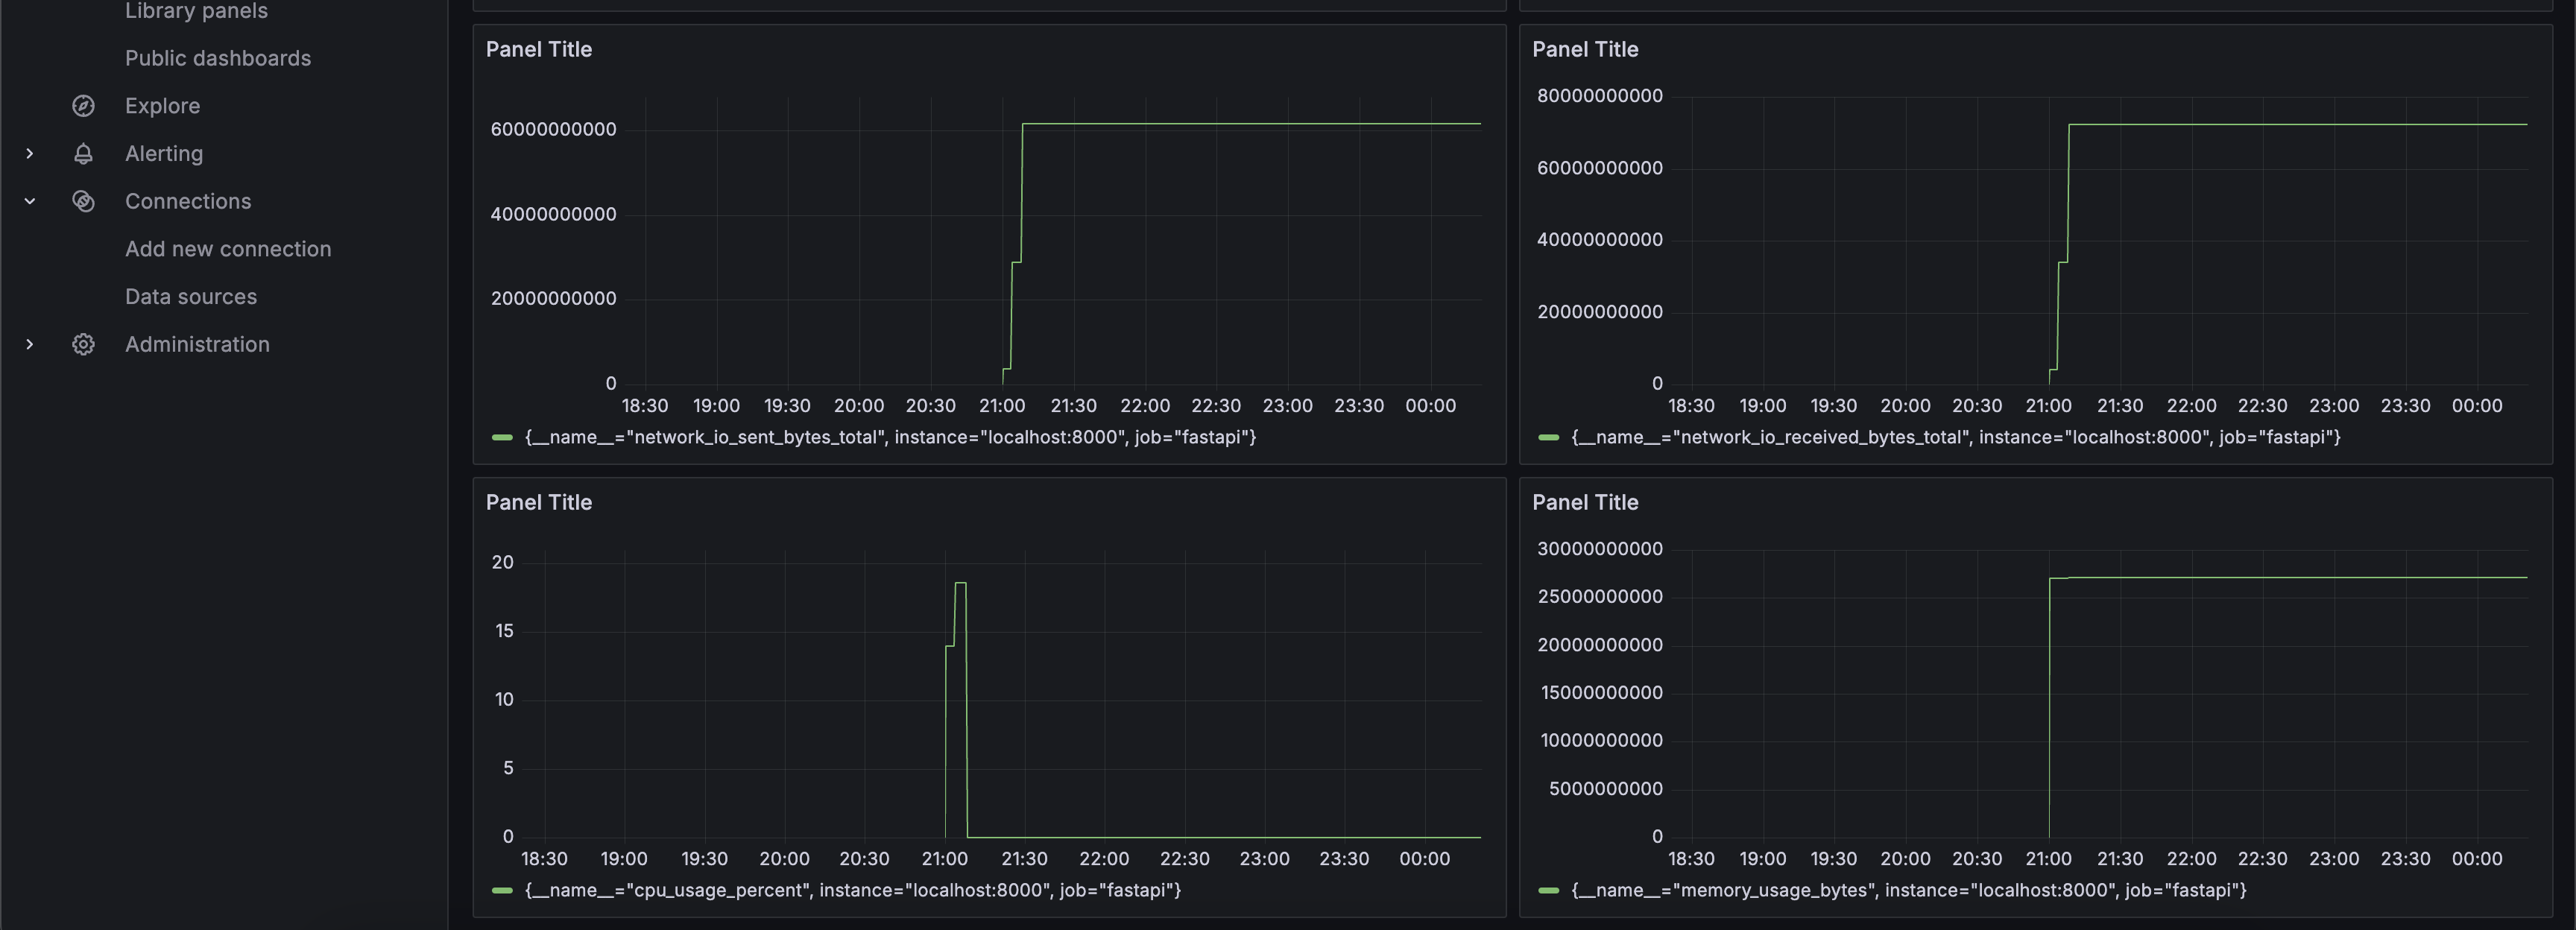 Library panels
Public dashboards
Explore
Alerting
Connections
Add new connection
Data sources
Administration
Panel Title
60000000000
40000000000
20000000000
0
18:30 19:00 19:30 20:00 20:30 21:00 21:30 22:00 22:30 23:00 23:30 00:00
{__name__="network_io_sent_bytes_total", instance="localhost:8000", job="fastapi"}
Panel Title
80000000000
60000000000
40000000000
20000000000
0
18:30 19:00 19:30 20:00 20:30 21:00 21:30 22:00 22:30 23:00 23:30 00:00
{__name__="network_io_received_bytes_total", instance="localhost:8000", job="fastapi"}
Panel Title
20
15
10
5
0
18:30 19:00 19:30 20:00 20:30 21:00 21:30 22:00 22:30 23:00 23:30 00:00
{__name__="cpu_usage_percent", instance="localhost:8000", job="fastapi"}
Panel Title
30000000000
25000000000
20000000000
15000000000
10000000000
5000000000
0
18:30 19:00 19:30 20:00 20:30 21:00 21:30 22:00 22:30 23:00 23:30 00:00
{__name__="memory_usage_bytes", instance="localhost:8000", job="fastapi"}